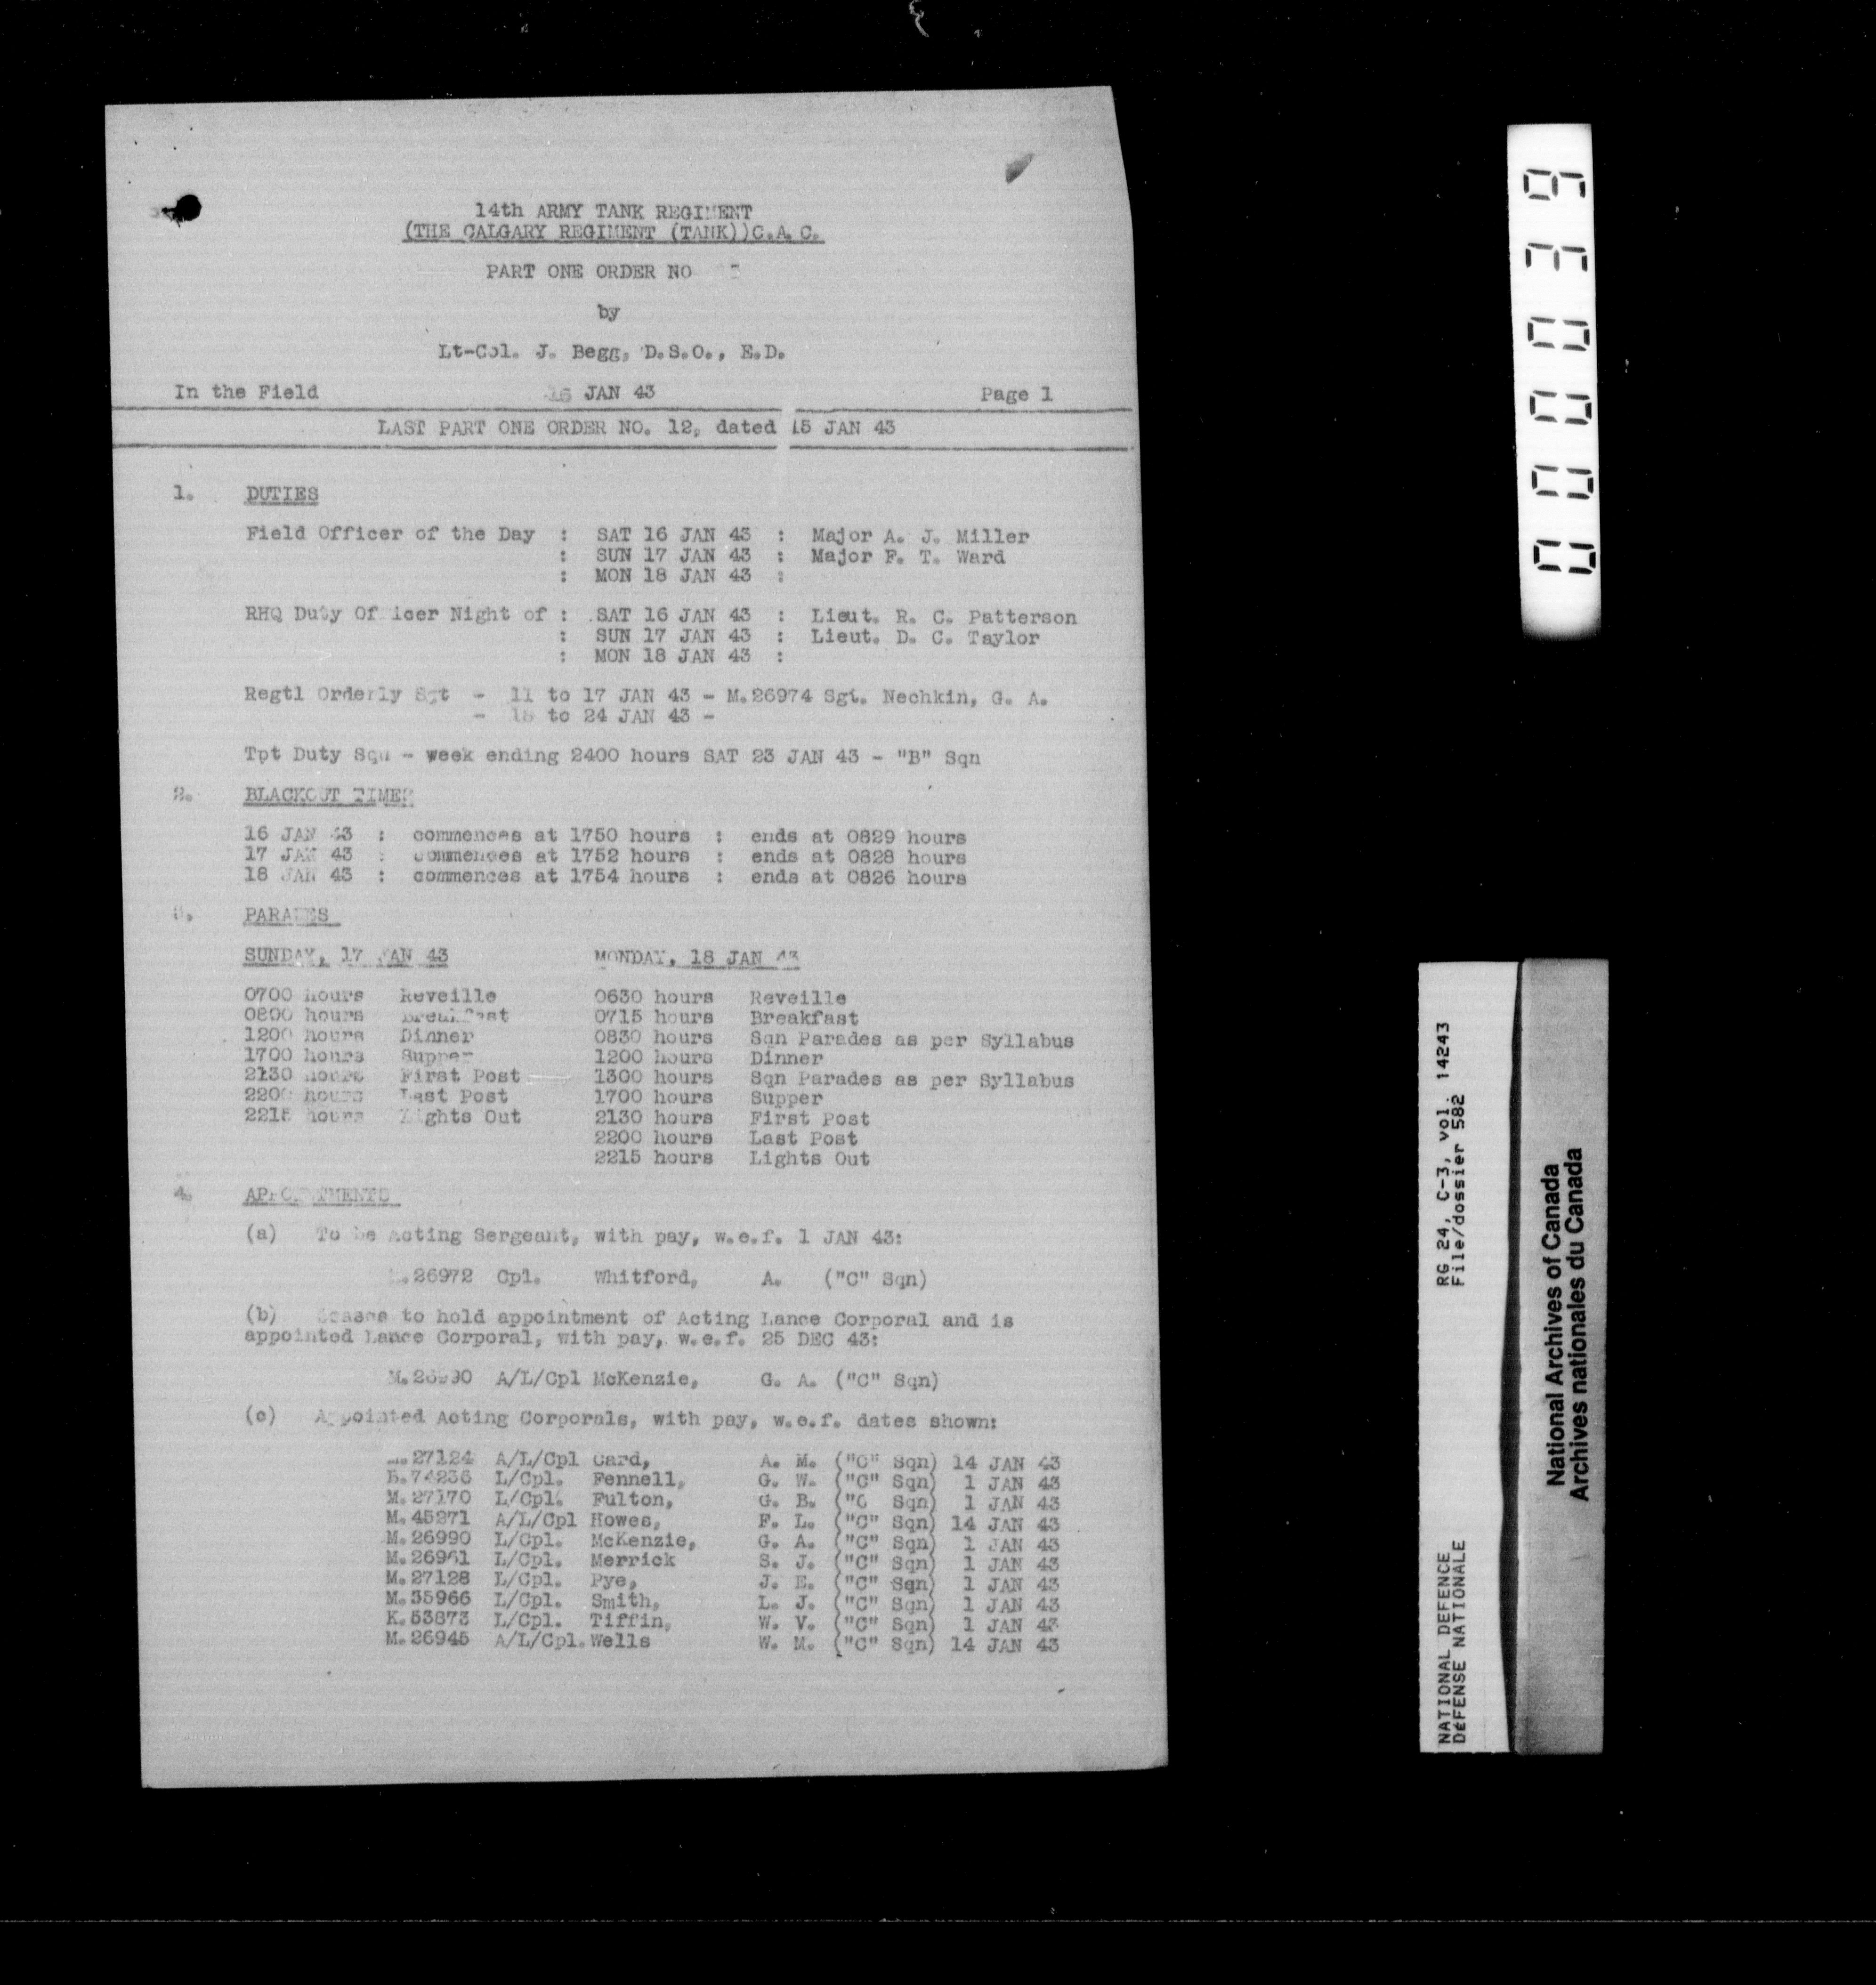 14th ARMY TANK REGIMENT
(THE CALGARY REGIMENT (TANK))C.A.C.
PART ONE ORDER NO
by
Lt-Col. J. Begg, D.S.O., E.D.
In the Field 16 JAN 43 Page 1
LAST PART ONE ORDER NO. 12, dated 15 JAN 43
1. DUTIES
Field Officer of the Day : SAT 16 JAN 43 : Major A. J. Miller
: SUN 17 JAN 43 : Major F. T. Ward
: MON 18 JAN 43 :
RHQ Duty Officer Night of : SAT 16 JAN 43 : Lieut. R. C. Patterson
: SUN 17 JAN 43 : Lieut. D. C. Taylor
: MON 18 JAN 43 :
Regtl Orderly Sgt - 11 to 17 JAN 43 - M.26974 Sgt. Nechkin, G. A.
- 18 to 24 JAN 43 -
Tpt Duty Squ - week ending 2400 hours SAT 23 JAN 43 - "B" Sqn
2. BLACKOUT TIMES
16 JAN 43 : commences at 1750 hours : ends at 0829 hours
17 JAN 43 : commences at 1752 hours : ends at 0828 hours
18 JAN 43 : commences at 1754 hours : ends at 0826 hours
3. PARADES
SUNDAY, 17 JAN 43 MONDAY, 18 JAN 43
0700 hours Reveille 0630 hours Reveille
0800 hours Breakfast 0715 hours Breakfast
1200 hours Dinner 0830 hours Sqn Parades as per Syllabus
1700 hours Supper 1200 hours Dinner
2130 hours First Post 1300 hours Sqn Parades as per Syllabus
2200 hours Last Post 1700 hours Supper
2215 hours Lights Out 2130 hours First Post
2200 hours Last Post
2215 hours Lights Out
4. APPOINTMENTS
(a) To be Acting Sergeant, with pay, w.e.f. 1 JAN 43:
.26972 Cpl. Whitford, A. ("C" Sqn)
(b) Ceases to hold appointment of Acting Lance Corporal and is
appointed Lance Corporal, with pay,. w.e.f. 25 DEC 43:
M.26990 A/L/Cpl McKenzie, G. A. ("C" Sqn)
(c) Appointed Acting Corporals, with pay, w.e.f. dates shown:
M.27124 A/L/Cpl Card, A. M. ("C" Sqn) 14 JAN 43
B.74236 L/Cpl. Fennell, G. W. ("C" Sqn) 1 JAN 43
M.27170 L/Cpl. Fulton, G. B. ("C Sqn) 1 JAN 43
M.45271 A/L/Cpl Howes, F. L. ("C" Sqn) 14 JAN 43
M.26990 L/Cpl. McKenzie, G. A. ("C" Sqn) 1 JAN 43
M.26961 L/Cpl. Merrick S. J. ("C" Sqn) 1 JAN 43
M.27128 L/Cpl. Pye, J. E. ("C" Sqn) 1 JAN 43
M.35966 L/Cpl. Smith, L. J. ("C" Sqn) 1 JAN 43
K.53873 L/Cpl. Tiffin, W. V. ("C" Sqn) 1 JAN 43
M.26945 A/L/Cpl. Wells W. M. ("C" Sqn) 14 JAN 43
000039
NATIONAL DEFENCE RG 24, C-3, vol. 14243
DéFENSE NATIONALE File/dossier 582
National Archives of Canada
Archives nationales du Canada